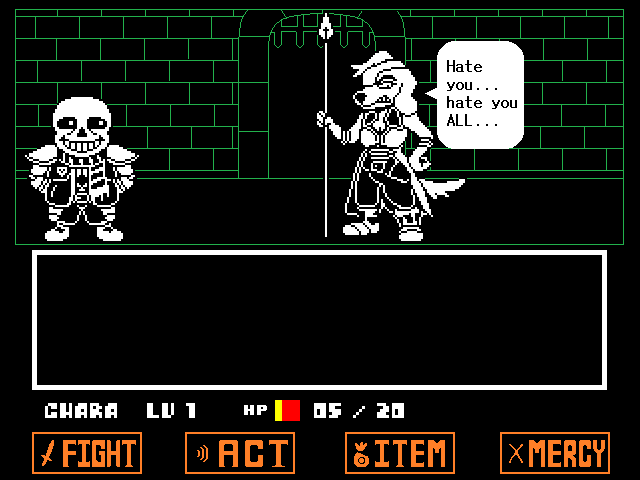 Hate
you...
hate you
ALL...
CHARA LV 1 HP 05 / 20
FIGHT ACT ITEM MERCY